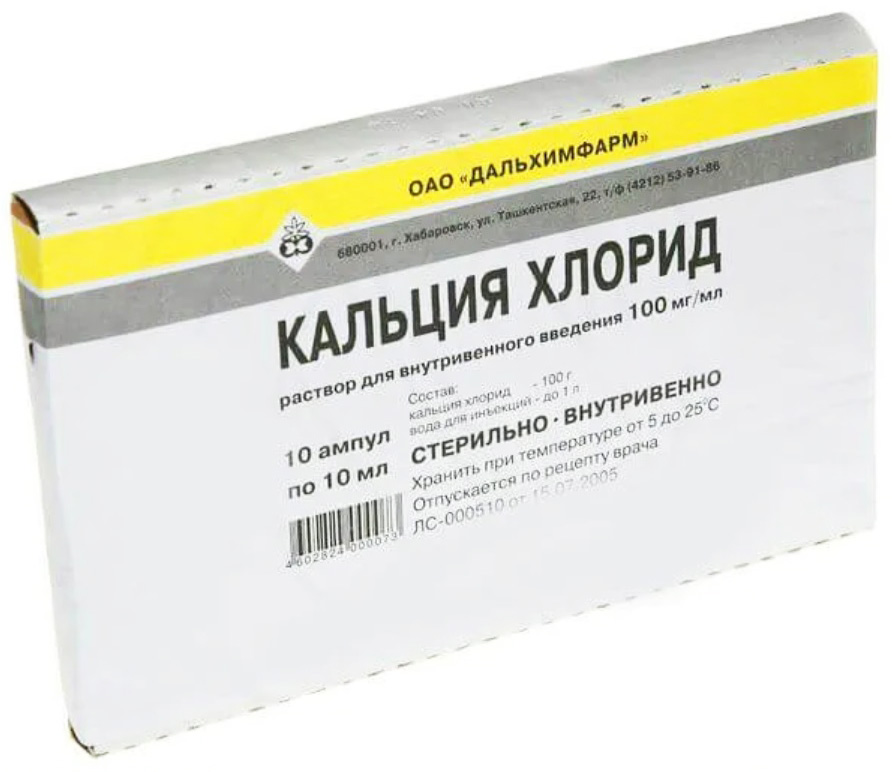 ОАО «ДАЛЬХИМФАРМ»
680001, г. Хабаровск, ул. Ташкентская, 22, т/ф (4212) 53-91-86
КАЛЬЦИЯ ХЛОРИД
раствор для внутривенного введения 100 мг/мл
Состав:
кальция хлорид - 100 г
вода для инъекций - до 1 л
10 ампул
по 10 мл
СТЕРИЛЬНО · ВНУТРИВЕННО
Хранить при температуре от 5 до 25°С
Отпускается по рецепту врача
ЛС-000510 от 15.07.2005
4602824000073